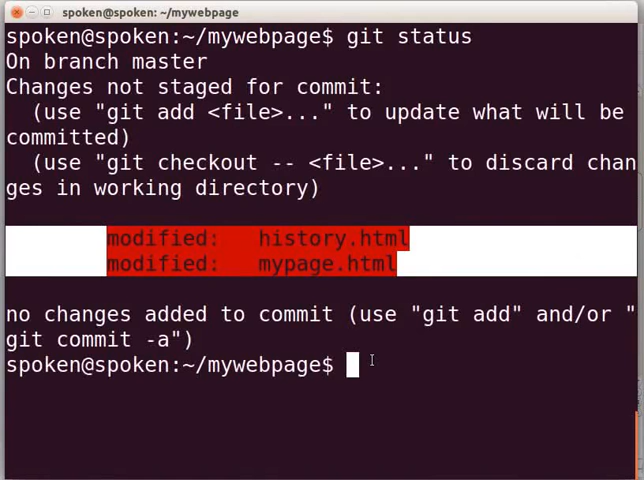 spoken@spoken: ~/mywebpage
spoken@spoken:~/mywebpage$ git status
On branch master
Changes not staged for commit:
  (use "git add <file>..." to update what will be
committed)
  (use "git checkout -- <file>..." to discard chan
ges in working directory)
modified:   history.html
modified:   mypage.html
no changes added to commit (use "git add" and/or "
git commit -a")
spoken@spoken:~/mywebpage$